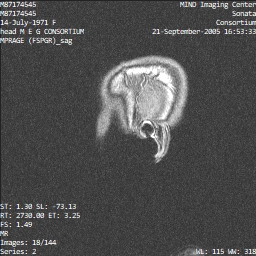 MB7174545
MB7174545
14-July-1971 F
head M E G CONSORTIUM
MPRAGE (FSPGR)_sag
MIND Imaging Center
Sonata
Consortium
21-September-2005 16:53:33
ST: 1.30 SL: -73.13
RT: 2730.00 ET: 3.25
FS: 1.49
MR
Images: 18/144
Series: 2
WL: 115 WW: 318